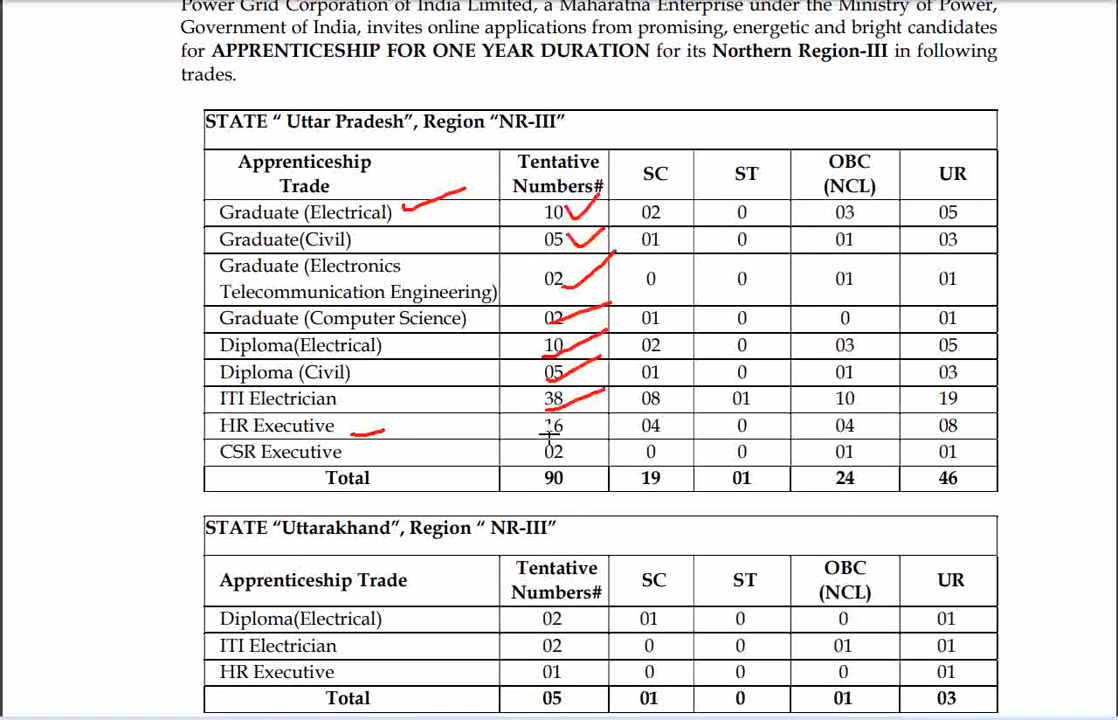 Power Grid Corporation of India Limited, a Maharatna Enterprise under the Ministry of Power,
Government of India, invites online applications from promising, energetic and bright candidates
for APPRENTICESHIP FOR ONE YEAR DURATION for its Northern Region-III in following
trades.
STATE “ Uttar Pradesh”, Region “NR-III”
Apprenticeship Trade Tentative Numbers# SC ST OBC (NCL) UR
Graduate (Electrical) 10 02 0 03 05
Graduate(Civil) 05 01 0 01 03
Graduate (Electronics
Telecommunication Engineering) 02 0 0 01 01
Graduate (Computer Science) 02 01 0 0 01
Diploma(Electrical) 10 02 0 03 05
Diploma (Civil) 05 01 0 01 03
ITI Electrician 38 08 01 10 19
HR Executive 16 04 0 04 08
CSR Executive 02 0 0 01 01
Total 90 19 01 24 46
STATE “Uttarakhand”, Region “ NR-III”
Apprenticeship Trade Tentative Numbers# SC ST OBC (NCL) UR
Diploma(Electrical) 02 01 0 0 01
ITI Electrician 02 0 0 01 01
HR Executive 01 0 0 0 01
Total 05 01 0 01 03